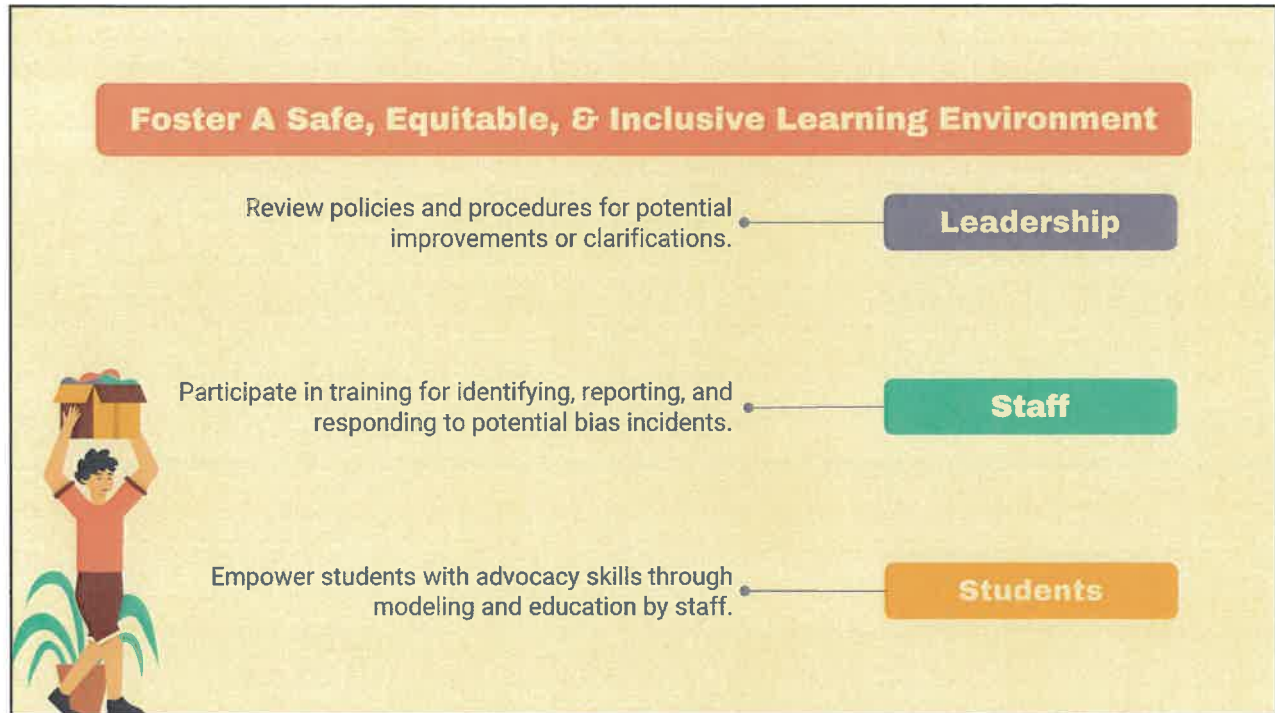 Foster A Safe, Equitable, & Inclusive Learning Environment
Review policies and procedures for potential
improvements or clarifications.
Leadership
Participate in training for identifying, reporting, and
responding to potential bias incidents.
Staff
Empower students with advocacy skills through
modeling and education by staff.
Students